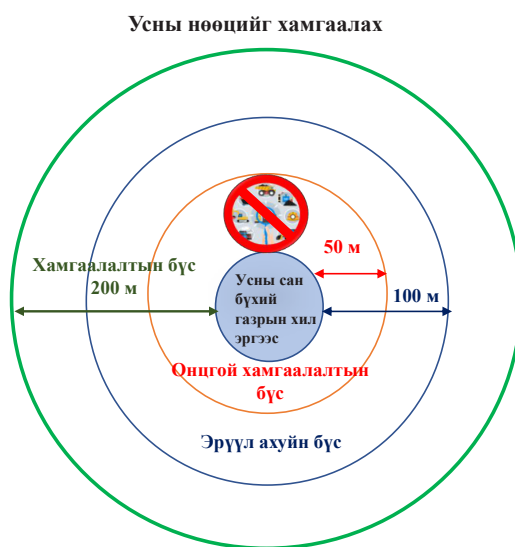 Усны нөөцийг хамгаалах
50 м
Хамгаалалтын бүс
200 м
Усны сан
бүхий
газрын хил
эргээс
100 м
Онцгой хамгаалалтын
бүс
Эрүүл ахуйн бүс